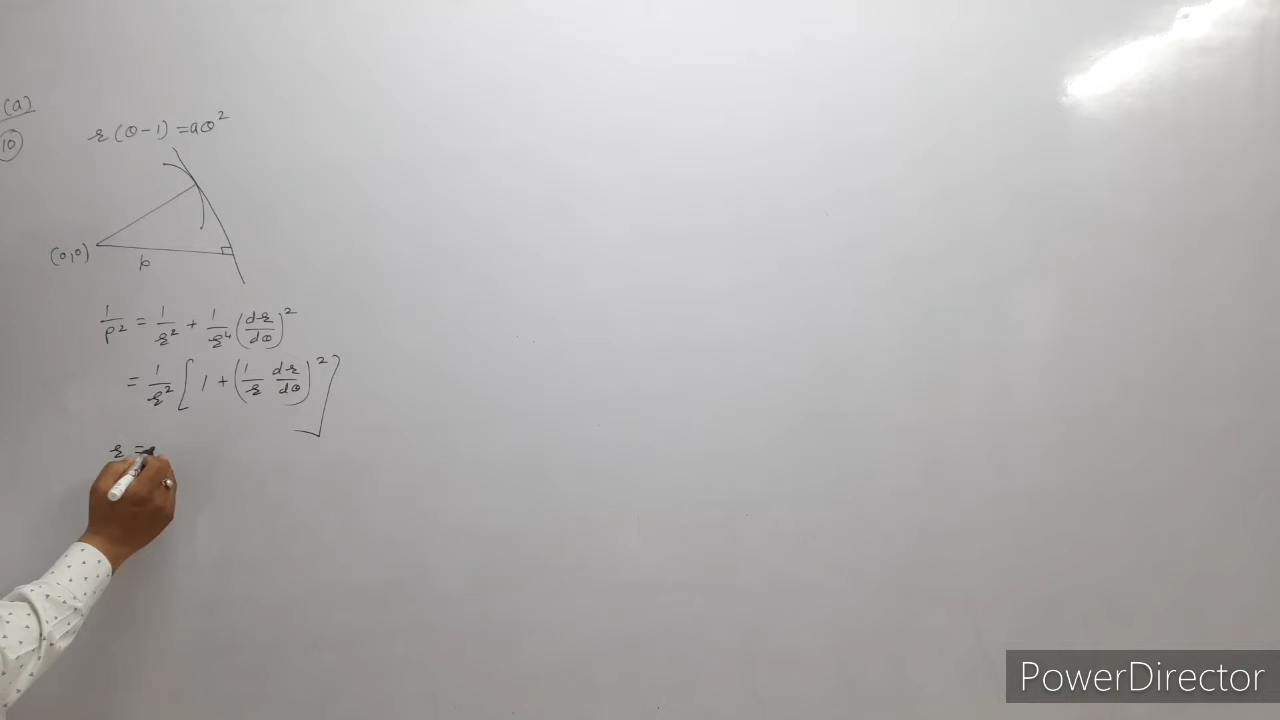 (a)
10
r(θ-1) = aθ²
(0,0)
p
1/p² = 1/r² + 1/r⁴ (dr/dθ)²
= 1/r² [1 + (1/r dr/dθ)²]
r =
PowerDirector